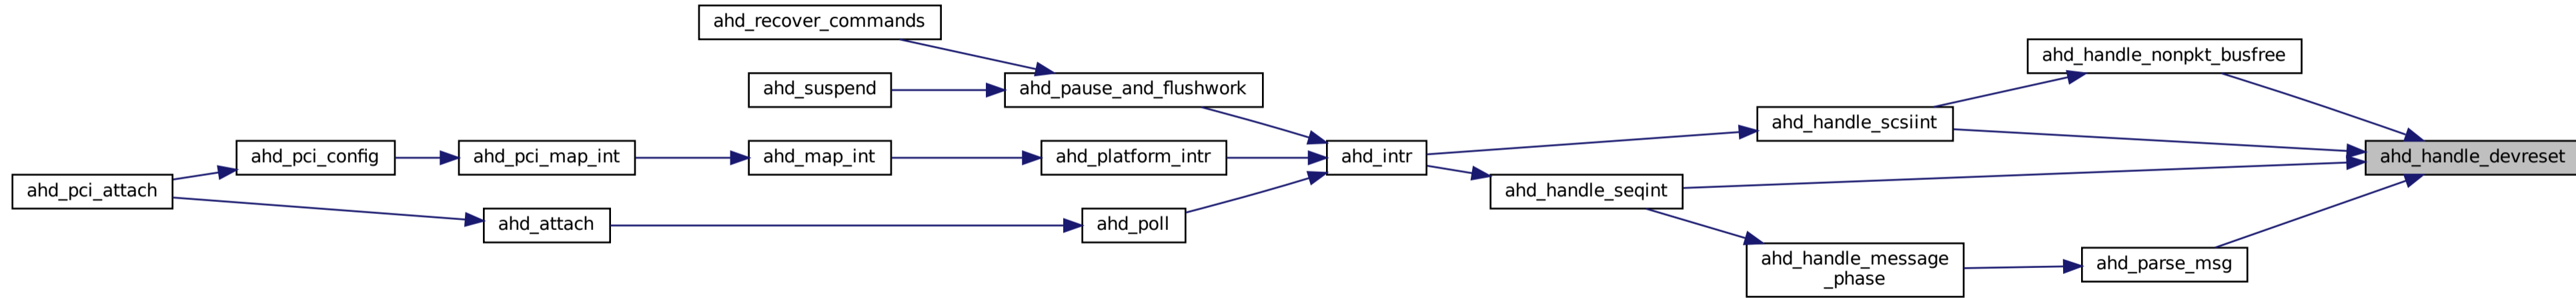 ahd_recover_commands
ahd_handle_nonpkt_busfree
ahd_suspend
ahd_pause_and_flushwork
ahd_handle_scsiint
ahd_pci_config
ahd_pci_map_int
ahd_map_int
ahd_platform_intr
ahd_intr
ahd_handle_devreset
ahd_pci_attach
ahd_handle_seqint
ahd_attach
ahd_poll
ahd_handle_message
_phase
ahd_parse_msg